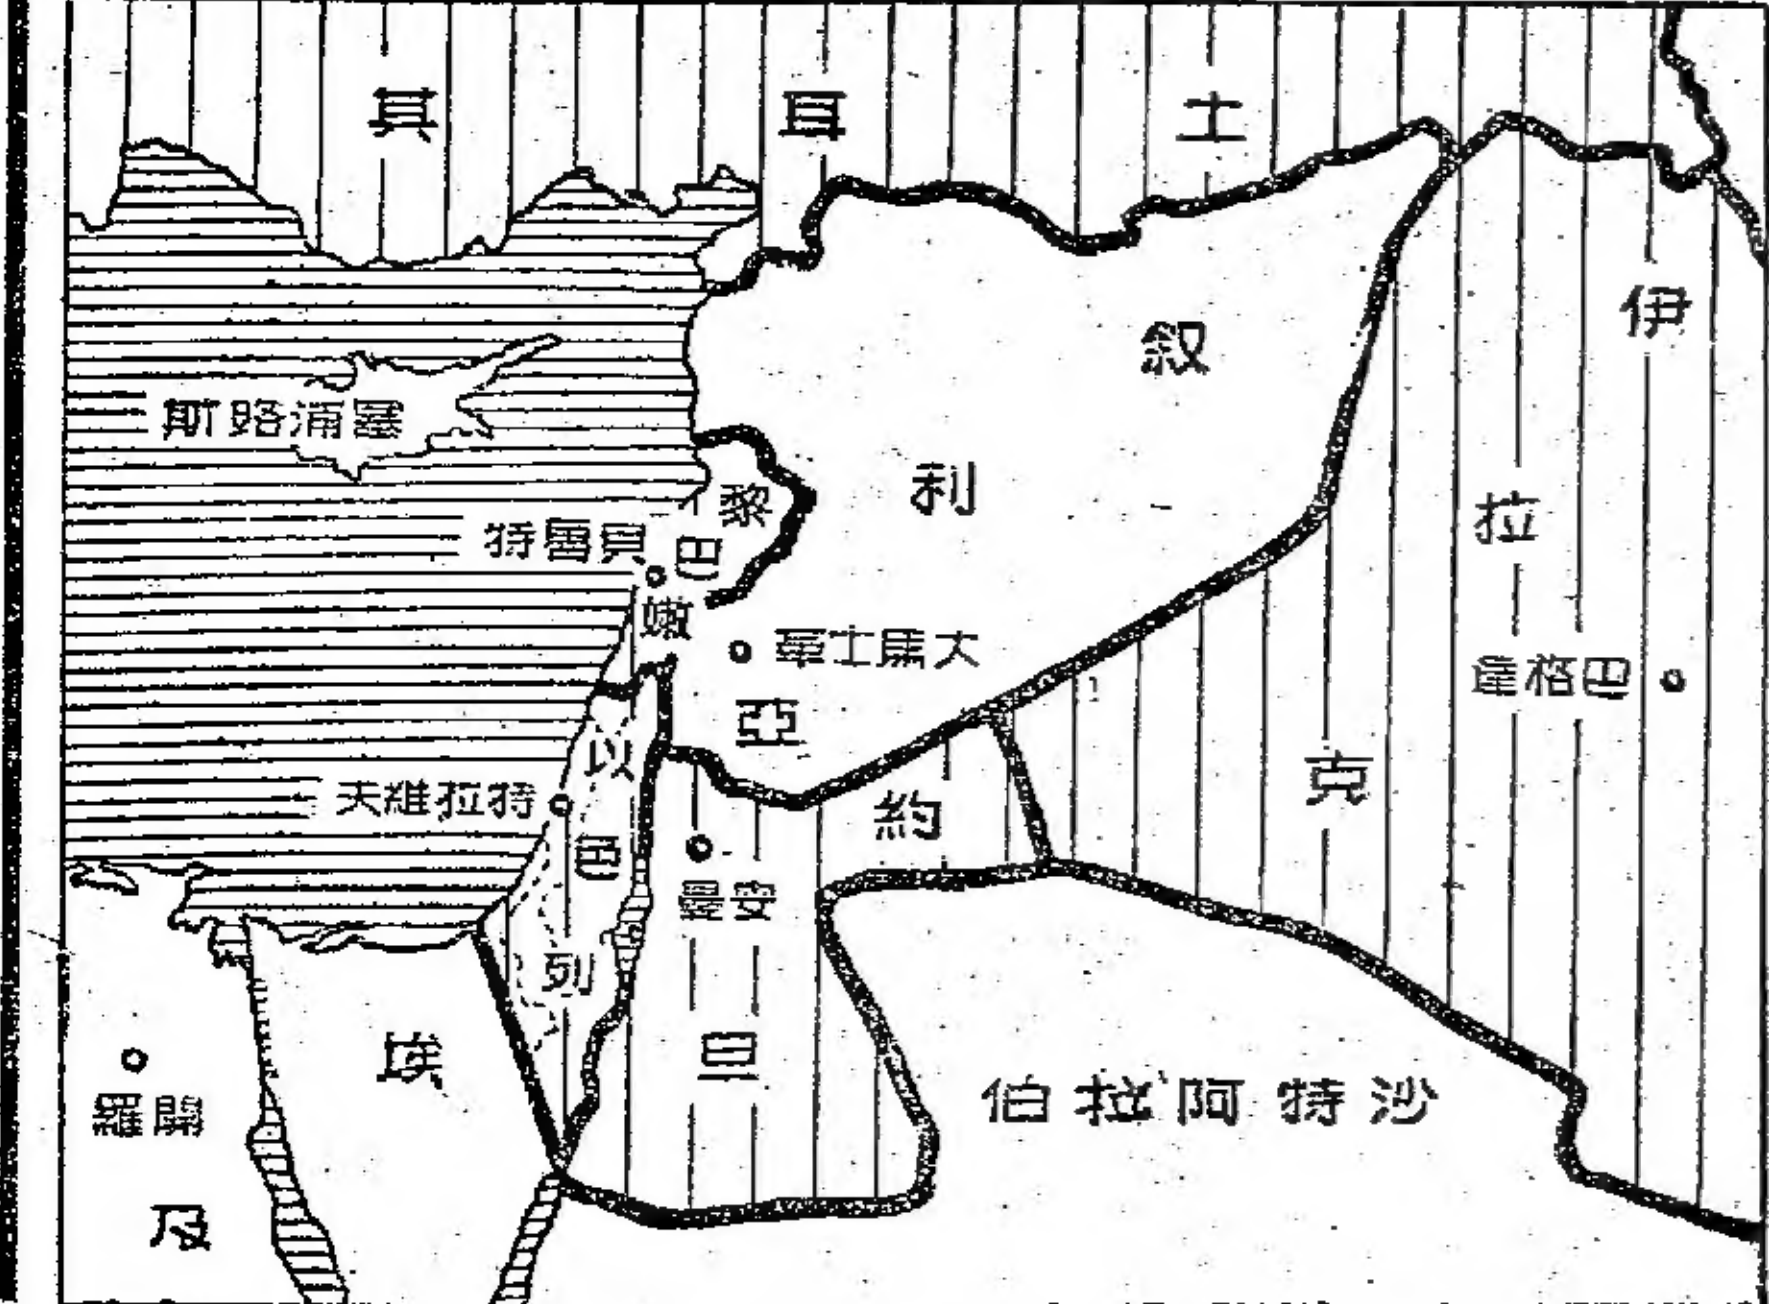 土耳其
叙利亞
伊拉克
塞浦路斯
黎巴嫩
貝魯特
大馬士革
巴格達
以色列
特拉維夫
約旦
安曼
沙特阿拉伯
埃及
開羅